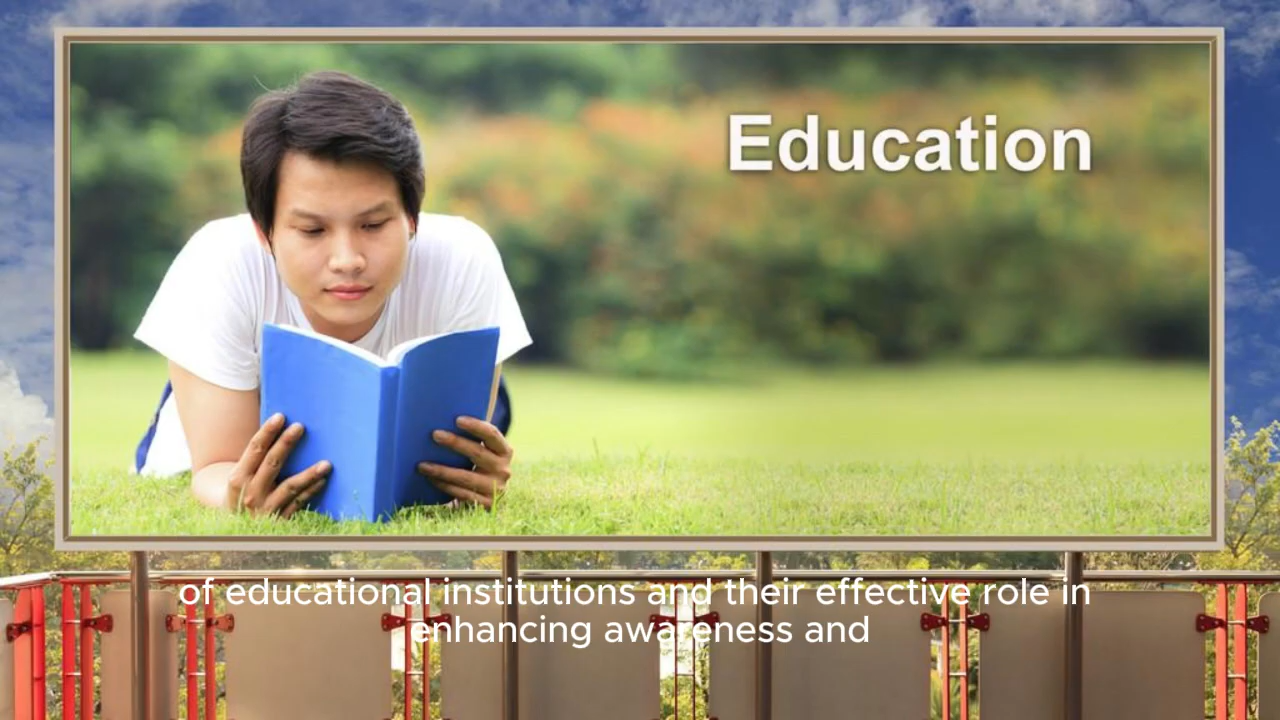 Education
of educational institutions and their effective role in
enhancing awareness and